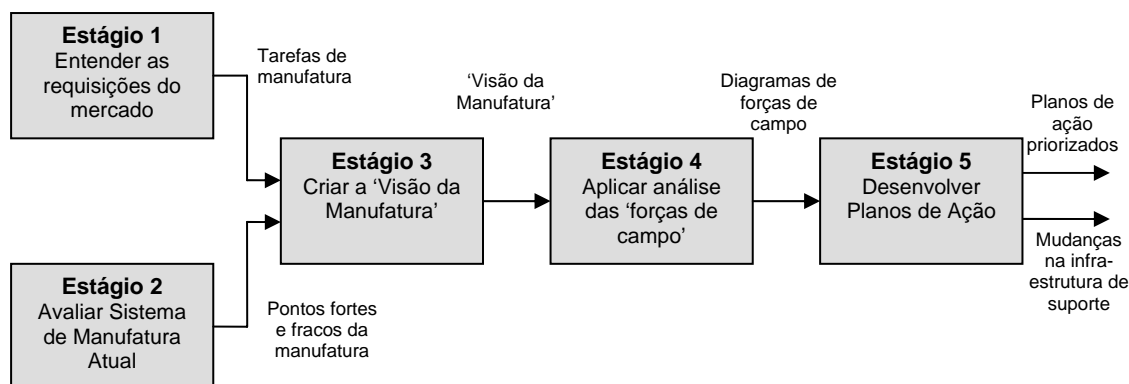 Estágio 1
Entender as
requisições do
mercado
Tarefas de
manufatura
Estágio 2
Avaliar Sistema
de Manufatura
Atual
Pontos fortes
e fracos da
manufatura
Estágio 3
Criar a ‘Visão da
Manufatura’
‘Visão da
Manufatura’
Estágio 4
Aplicar análise
das ‘forças de
campo’
Diagramas de
forças de
campo
Estágio 5
Desenvolver
Planos de Ação
Planos de
ação
priorizados
Mudanças
na infra-
estrutura de
suporte